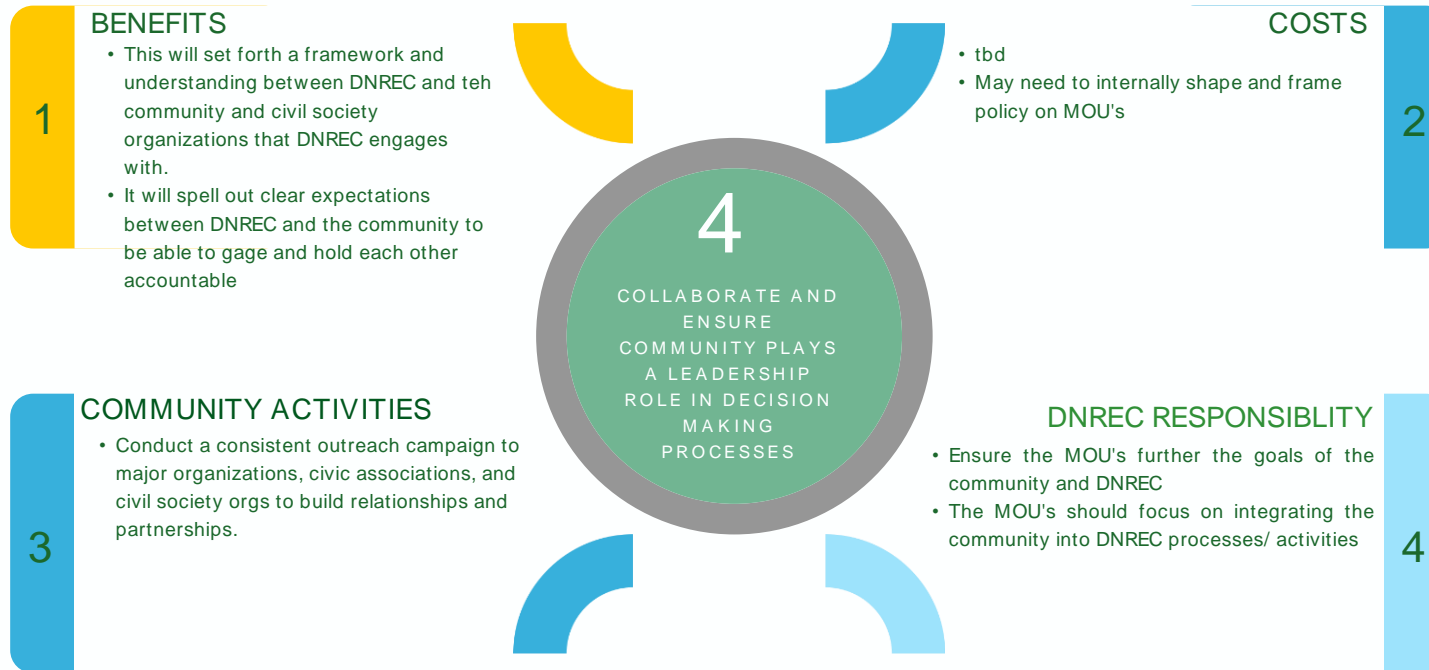 1
BENEFITS
• This will set forth a framework and
understanding between DNREC and teh
community and civil society
organizations that DNREC engages
with.
• It will spell out clear expectations
between DNREC and the community to
be able to gage and hold each other
accountable
COSTS
• tbd
• May need to internally shape and frame
policy on MOU's
2
4
COLLABORATE AND
ENSURE
COMMUNITY PLAYS
A LEADERSHIP
ROLE IN DECISION
MAKING
PROCESSES
3
COMMUNITY ACTIVITIES
• Conduct a consistent outreach campaign to
major organizations, civic associations, and
civil society orgs to build relationships and
partnerships.
DNREC RESPONSIBLITY
• Ensure the MOU's further the goals of the
community and DNREC
• The MOU's should focus on integrating the
community into DNREC processes/ activities
4